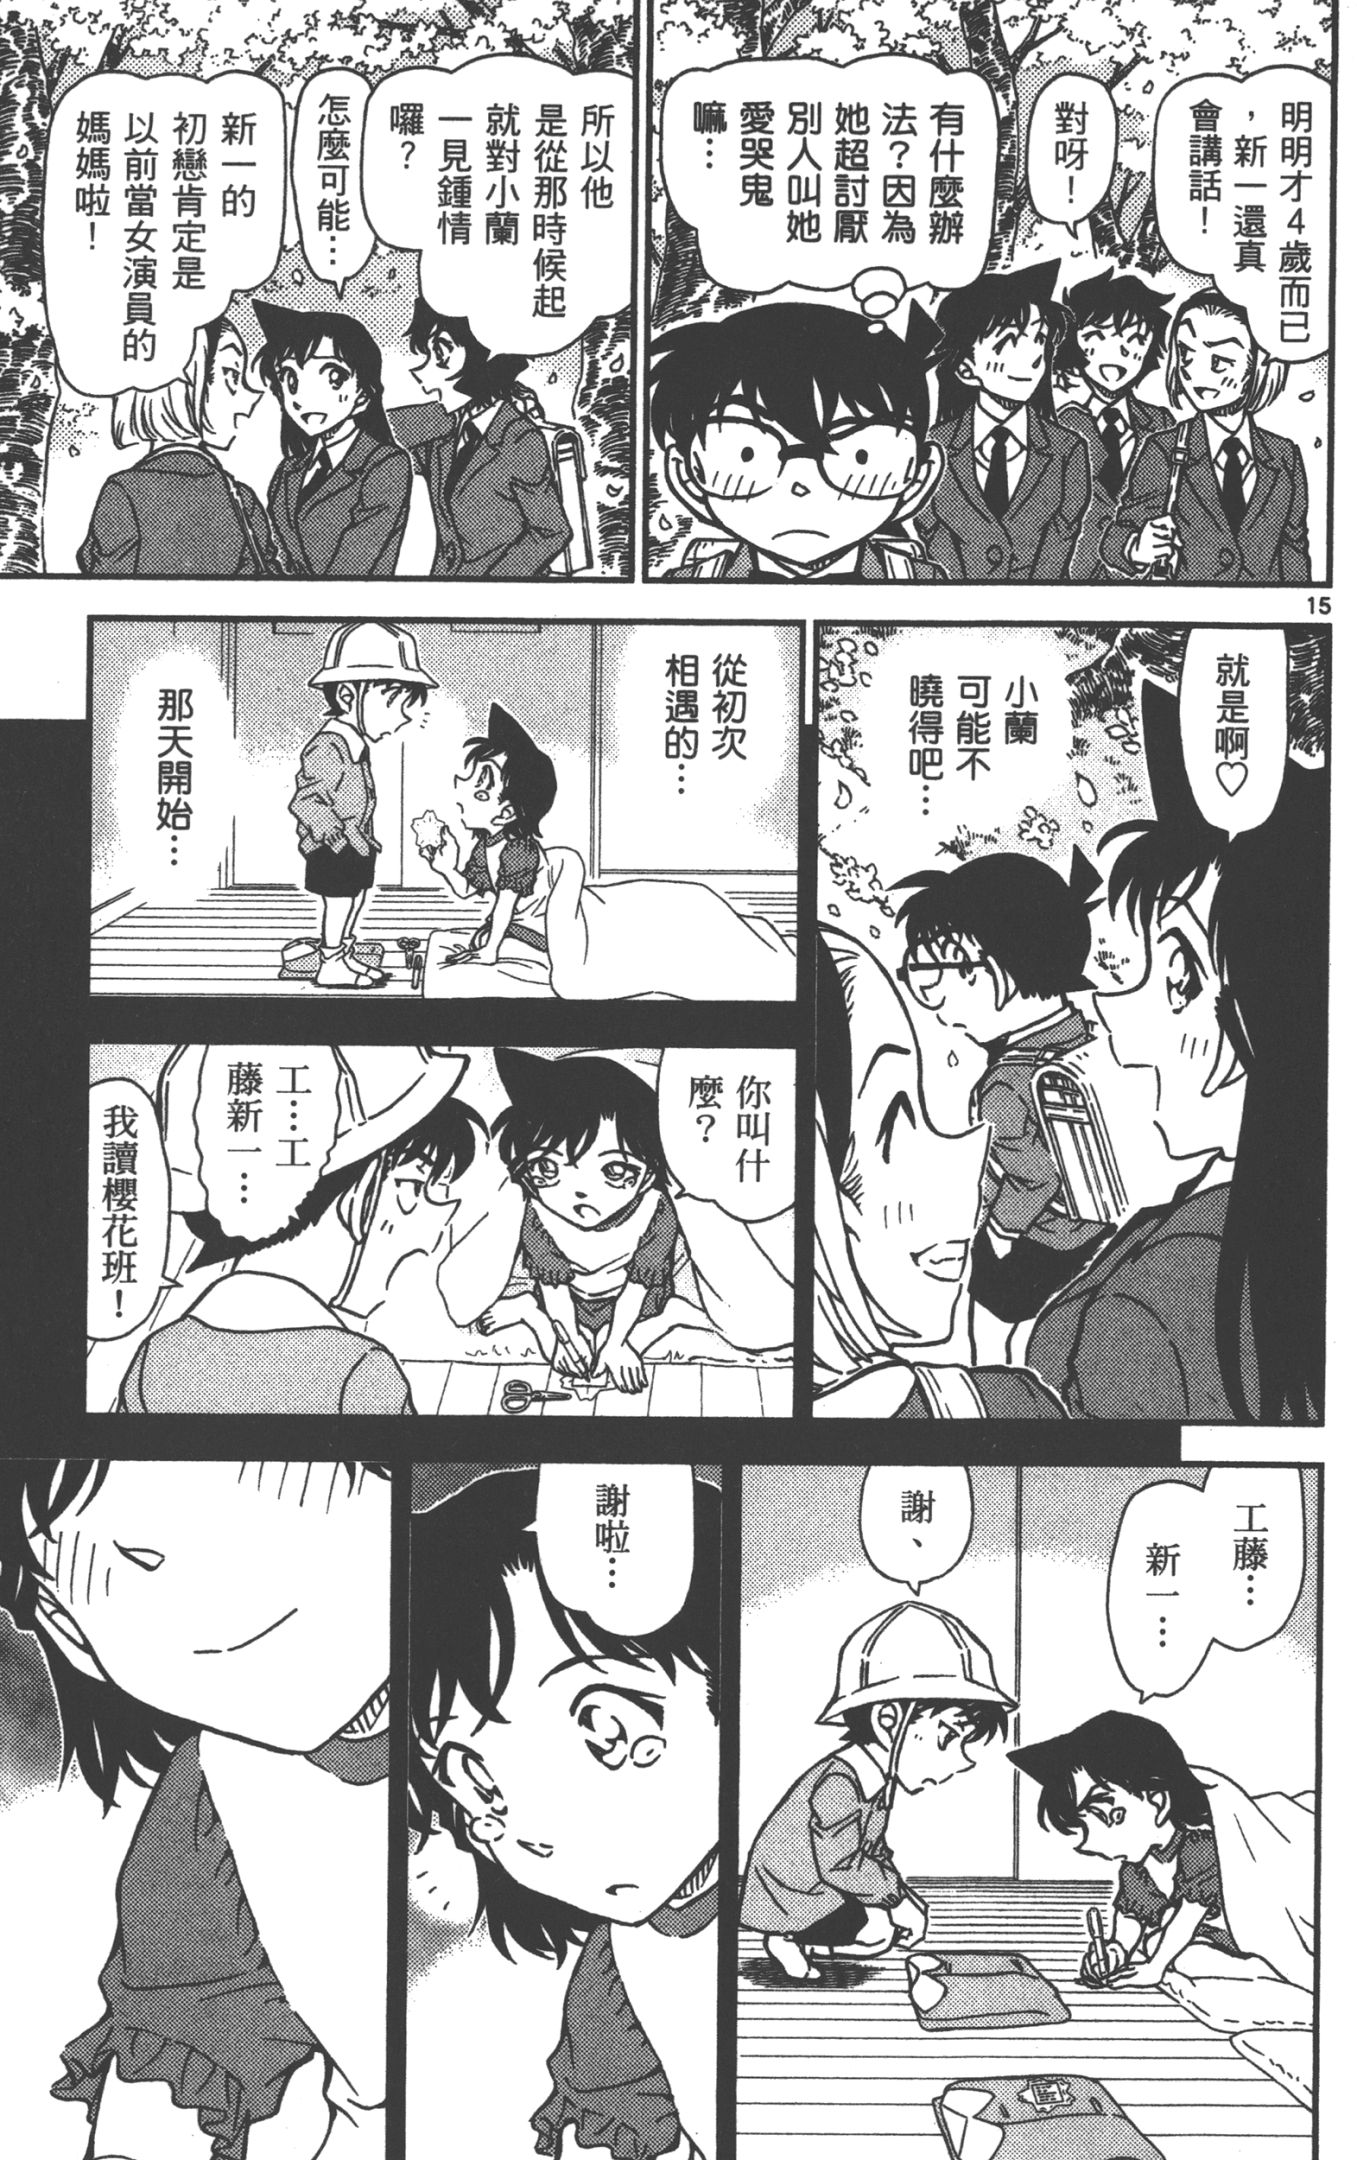 明明才4歲而已
，新一還真
會講話！
對呀！
有什麼辦
法？因為
她超討厭
別人叫她
愛哭鬼
嘛…
所以他
是從那時候起
就對小蘭
一見鍾情
囉？
怎麼可能…
新一的
初戀肯定是
以前當女演員的
媽媽啦！
15
就是啊♡
小蘭
可能不
曉得吧…
從初次
相遇的…
那天開始…
你叫什
麼？
工…工
藤新一…
我讀櫻花班！
工藤…
新一…
謝、
謝啦…